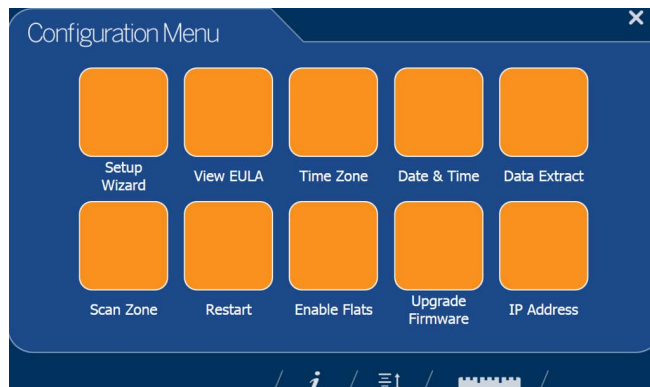 Configuration Menu
Setup
Wizard
View EULA
Time Zone
Date & Time
Data Extract
Scan Zone
Restart
Enable Flats
Upgrade
Firmware
IP Address